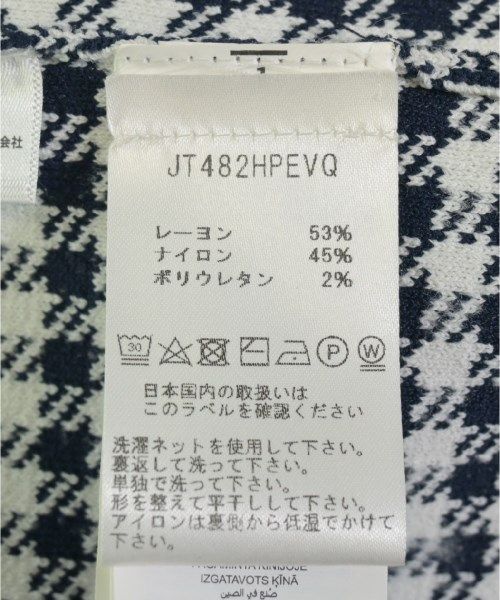 会社
JT482HPEVQ
レーヨン 53%
ナイロン 45%
ポリウレタン 2%
30
P
W
日本国内の取扱いは
このラベルを確認ください
洗濯ネットを使用して下さい。
裏返して洗って下さい。
単独で洗って下さい。
形を整えて平干しして下さい。
アイロンは裏側から低温でかけて
下さい。
PAGAMINTA KINIJOJE
IZGATAVOTS ĶĪNĀ
صنع في الصين